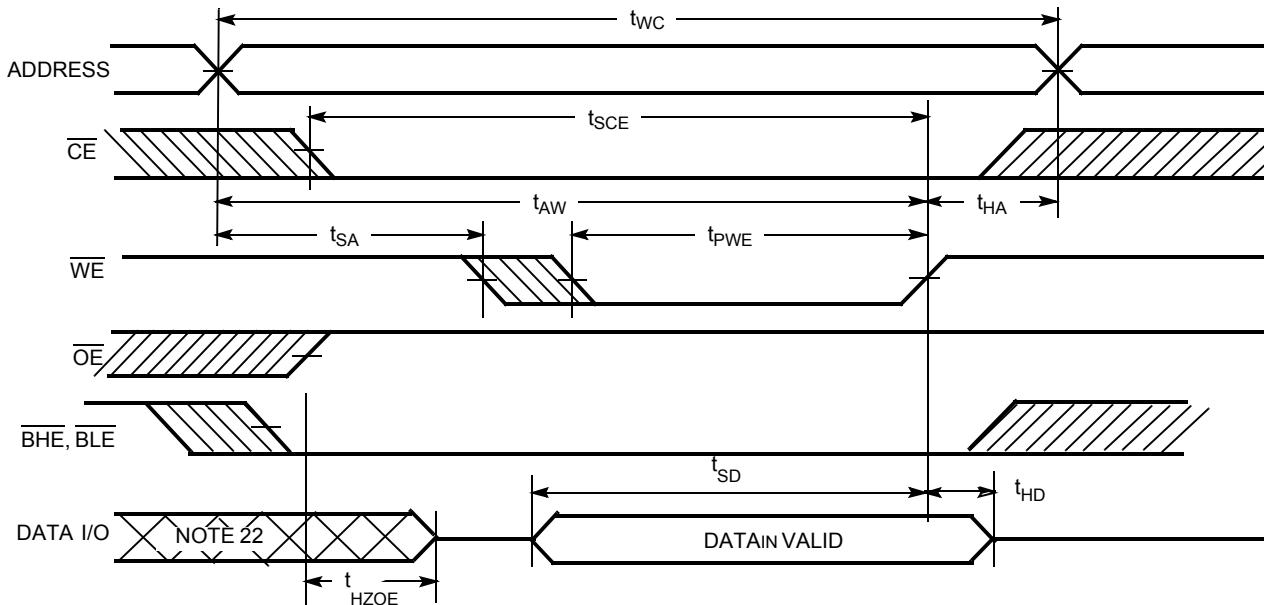 tWC
ADDRESS
tSCE
CE
tAW
tHA
tSA
tPWE
WE
OE
BHE, BLE
tSD
tHD
DATA I/O
NOTE 22
DATAIN VALID
tHZOE